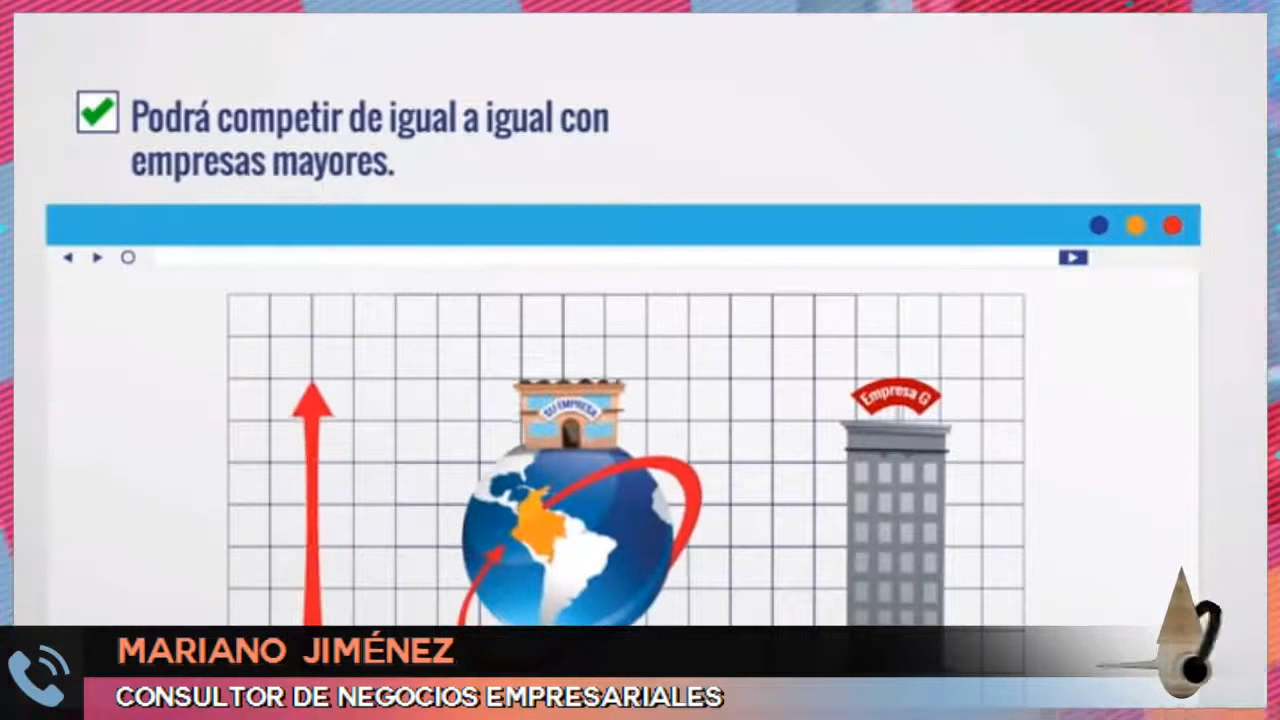 Podrá competir de igual a igual con
empresas mayores.
SU EMPRESA
Empresa G
MARIANO JIMÉNEZ
CONSULTOR DE NEGOCIOS EMPRESARIALES